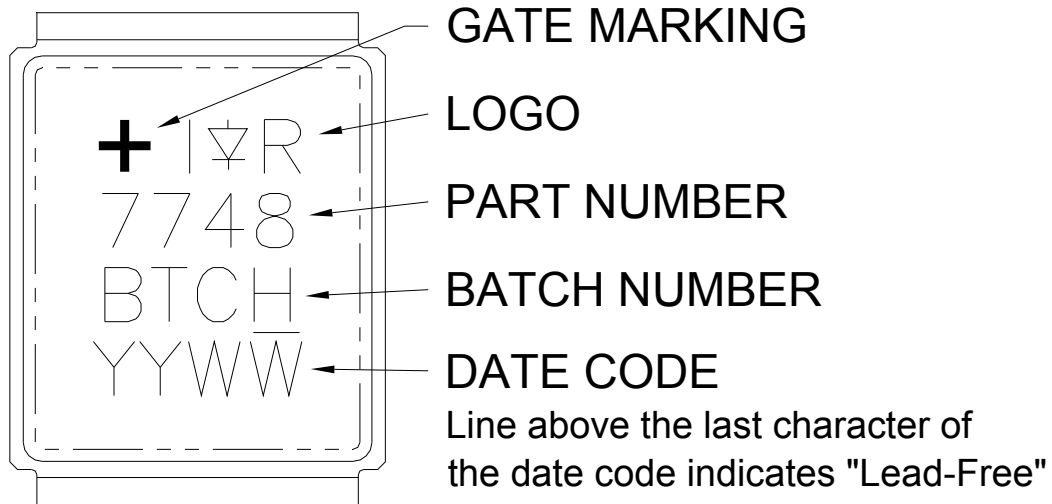 GATE MARKING
+ I R
LOGO
7748
PART NUMBER
BTCH
BATCH NUMBER
YYWW
DATE CODE
Line above the last character of
the date code indicates "Lead-Free"